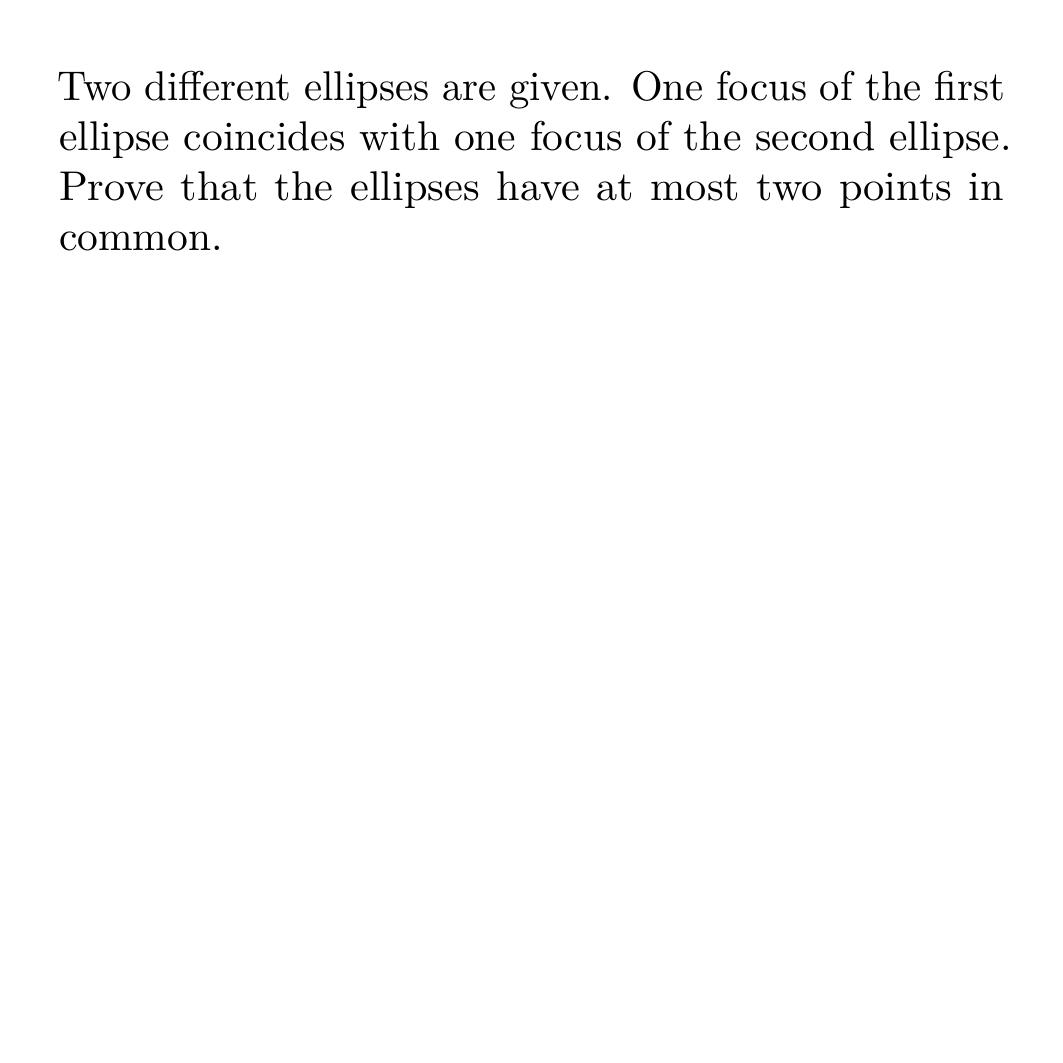 Two different ellipses are given. One focus of the first
ellipse coincides with one focus of the second ellipse.
Prove that the ellipses have at most two points in
common.